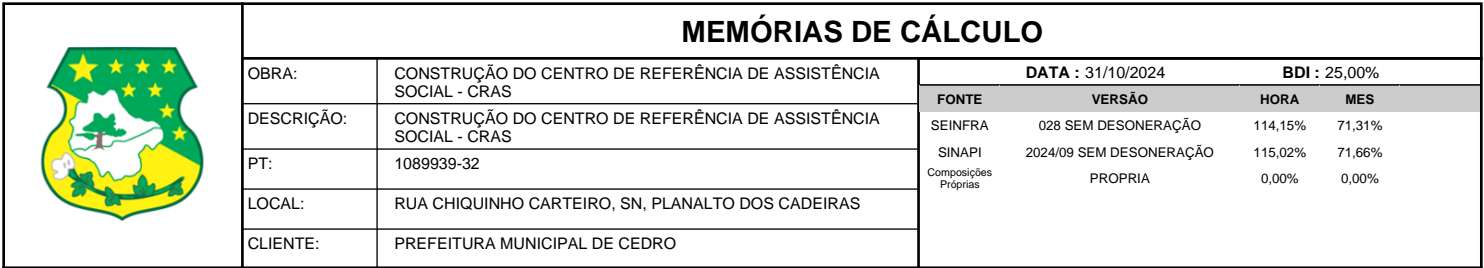 MEMÓRIAS DE CÁLCULO
OBRA: CONSTRUÇÃO DO CENTRO DE REFERÊNCIA DE ASSISTÊNCIA
SOCIAL - CRAS
DESCRIÇÃO: CONSTRUÇÃO DO CENTRO DE REFERÊNCIA DE ASSISTÊNCIA
SOCIAL - CRAS
PT: 1089939-32
LOCAL: RUA CHIQUINHO CARTEIRO, SN, PLANALTO DOS CADEIRAS
CLIENTE: PREFEITURA MUNICIPAL DE CEDRO
DATA : 31/10/2024 BDI : 25,00%
FONTE VERSÃO HORA MES
SEINFRA 028 SEM DESONERAÇÃO 114,15% 71,31%
SINAPI 2024/09 SEM DESONERAÇÃO 115,02% 71,66%
Composições
Próprias PROPRIA 0,00% 0,00%